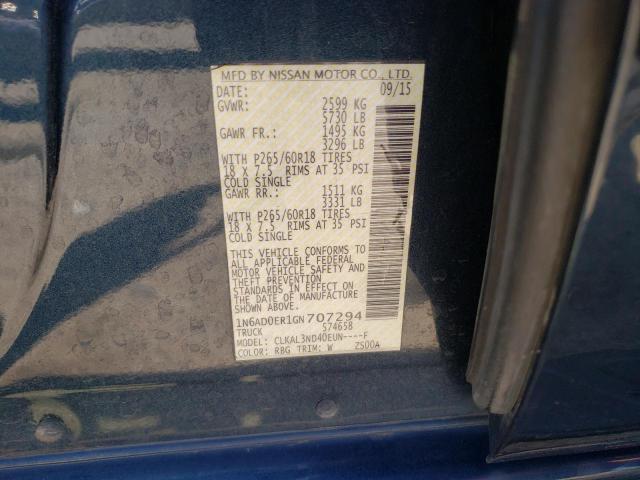 MFD BY NISSAN MOTOR CO., LTD.
DATE: 09/15
GVWR: 2599 KG
5730 LB
GAWR FR.: 1495 KG
3296 LB
WITH P265/60R18 TIRES
18 X 7.5 RIMS AT 35 PSI
COLD SINGLE
GAWR RR.: 1511 KG
3331 LB
WITH P265/60R18 TIRES
18 X 7.5 RIMS AT 35 PSI
COLD SINGLE
THIS VEHICLE CONFORMS TO
ALL APPLICABLE FEDERAL
MOTOR VEHICLE SAFETY AND
THEFT PREVENTION
STANDARDS IN EFFECT ON
THE DATE OF MANUFACTURE
SHOWN ABOVE.
1N6AD0ER1GN707294
TRUCK 574658
MODEL: CLKAL3ND40EUN----F
COLOR: RBG TRIM: W Z500A